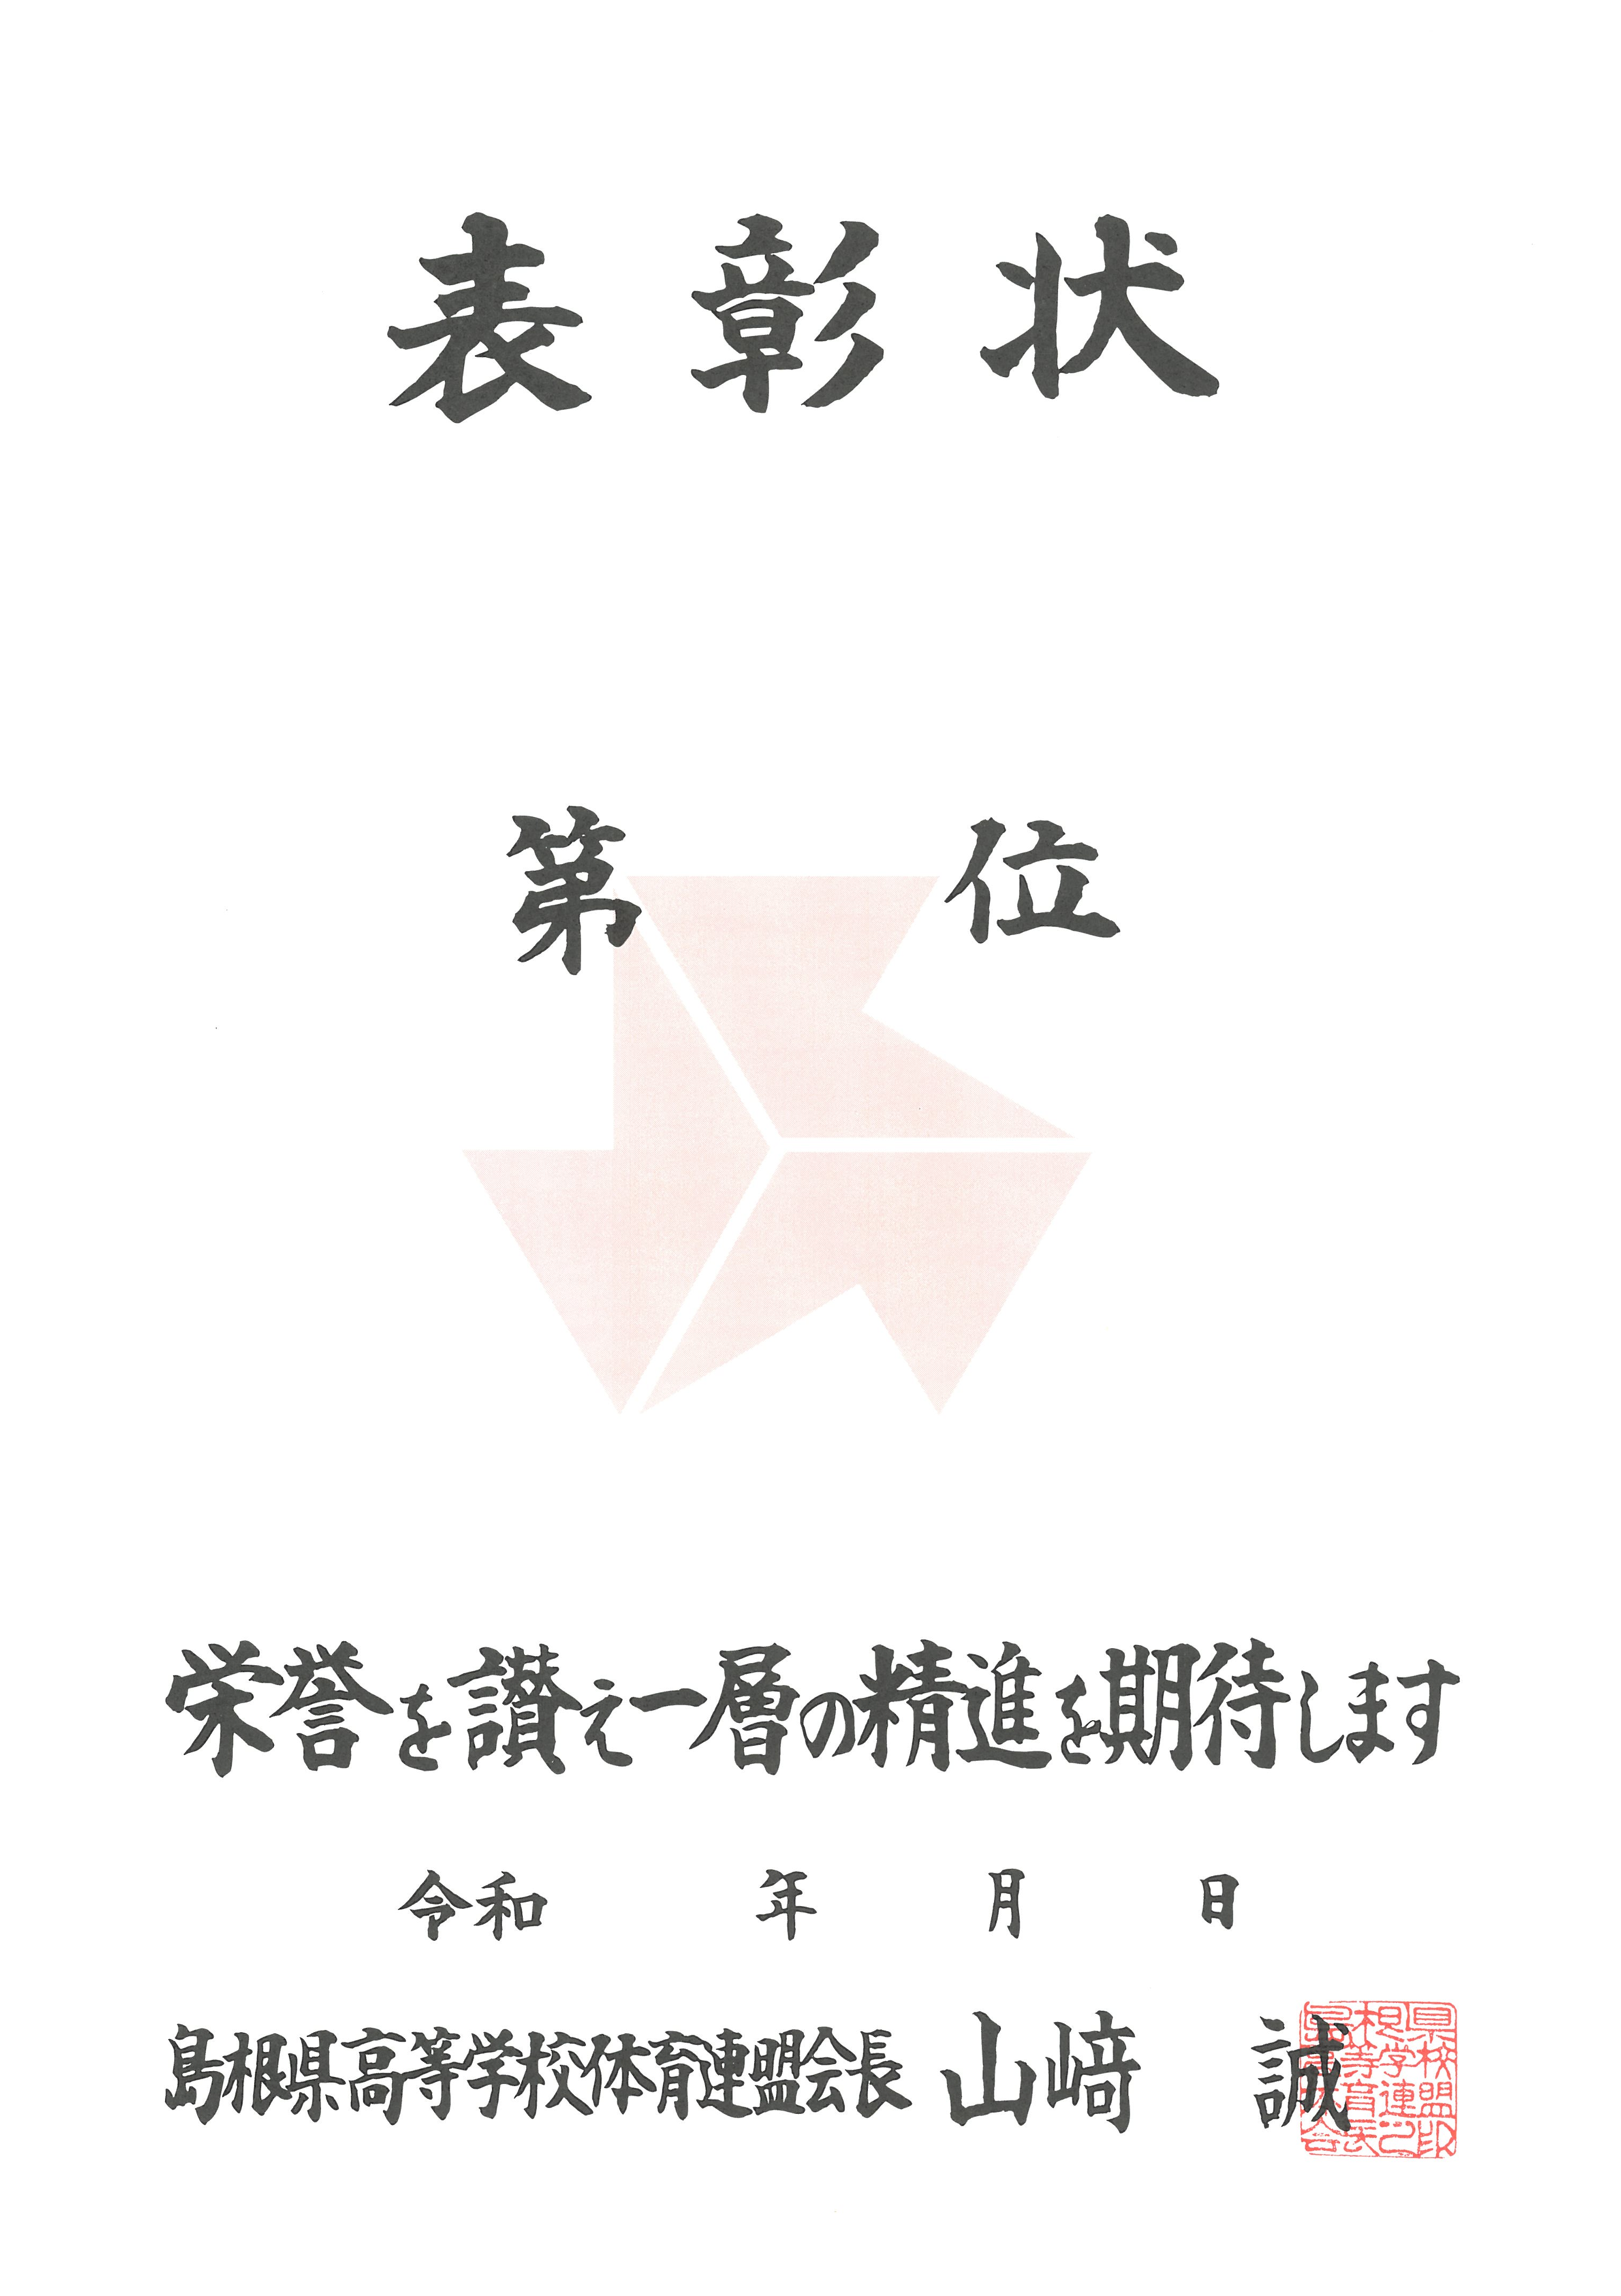 表彰状
第　位
栄誉を讃え一層の精進を期待します
令和　年　月　日
島根県高等学校体育連盟会長 山﨑 誠